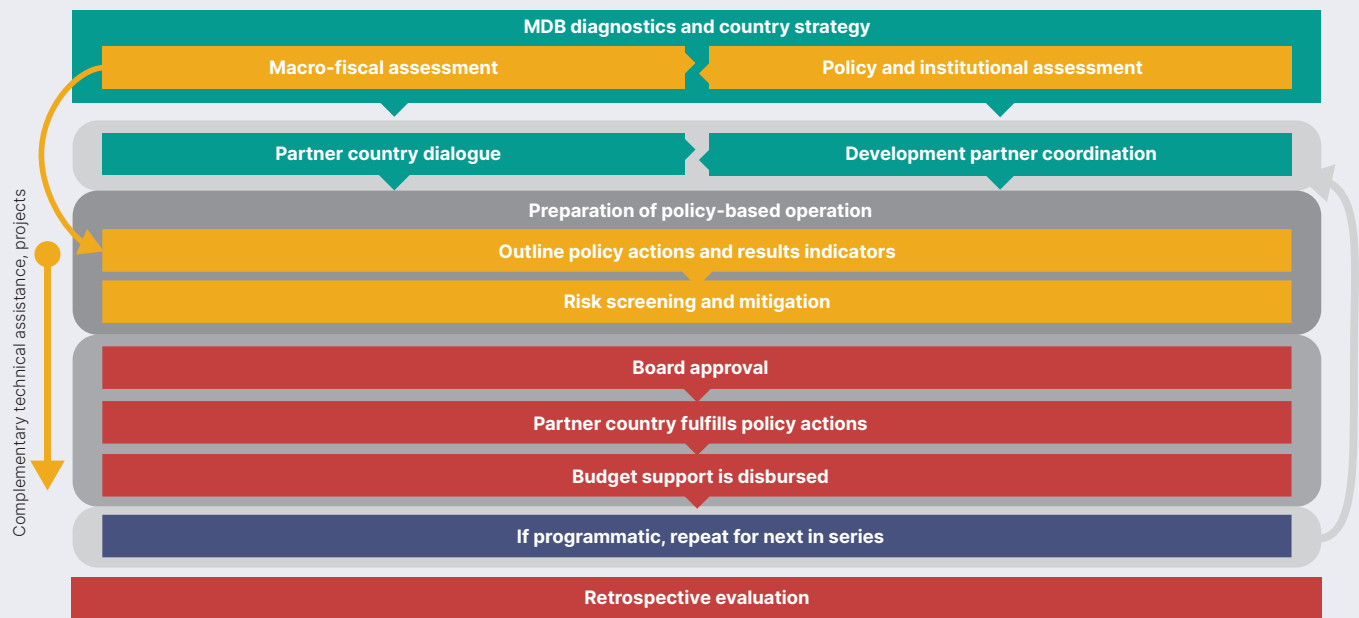 MDB diagnostics and country strategy
Macro-fiscal assessment
Policy and institutional assessment
Partner country dialogue
Development partner coordination
Preparation of policy-based operation
Outline policy actions and results indicators
Risk screening and mitigation
Board approval
Partner country fulfills policy actions
Budget support is disbursed
If programmatic, repeat for next in series
Retrospective evaluation
Complementary technical assistance, projects